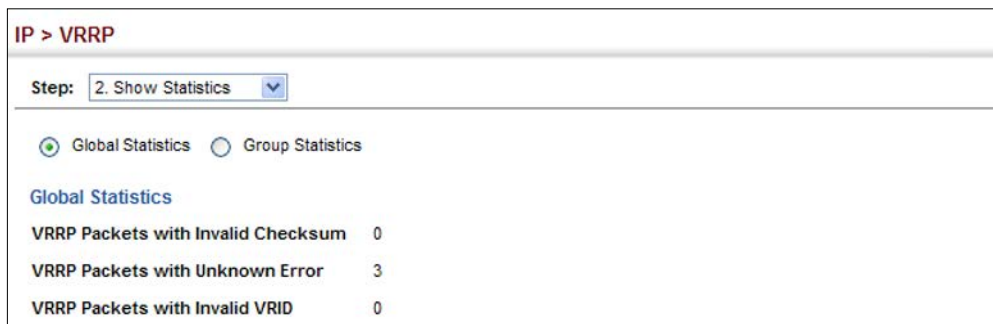 IP > VRRP
Step: 2. Show Statistics
Global Statistics Group Statistics
Global Statistics
VRRP Packets with Invalid Checksum 0
VRRP Packets with Unknown Error 3
VRRP Packets with Invalid VRID 0